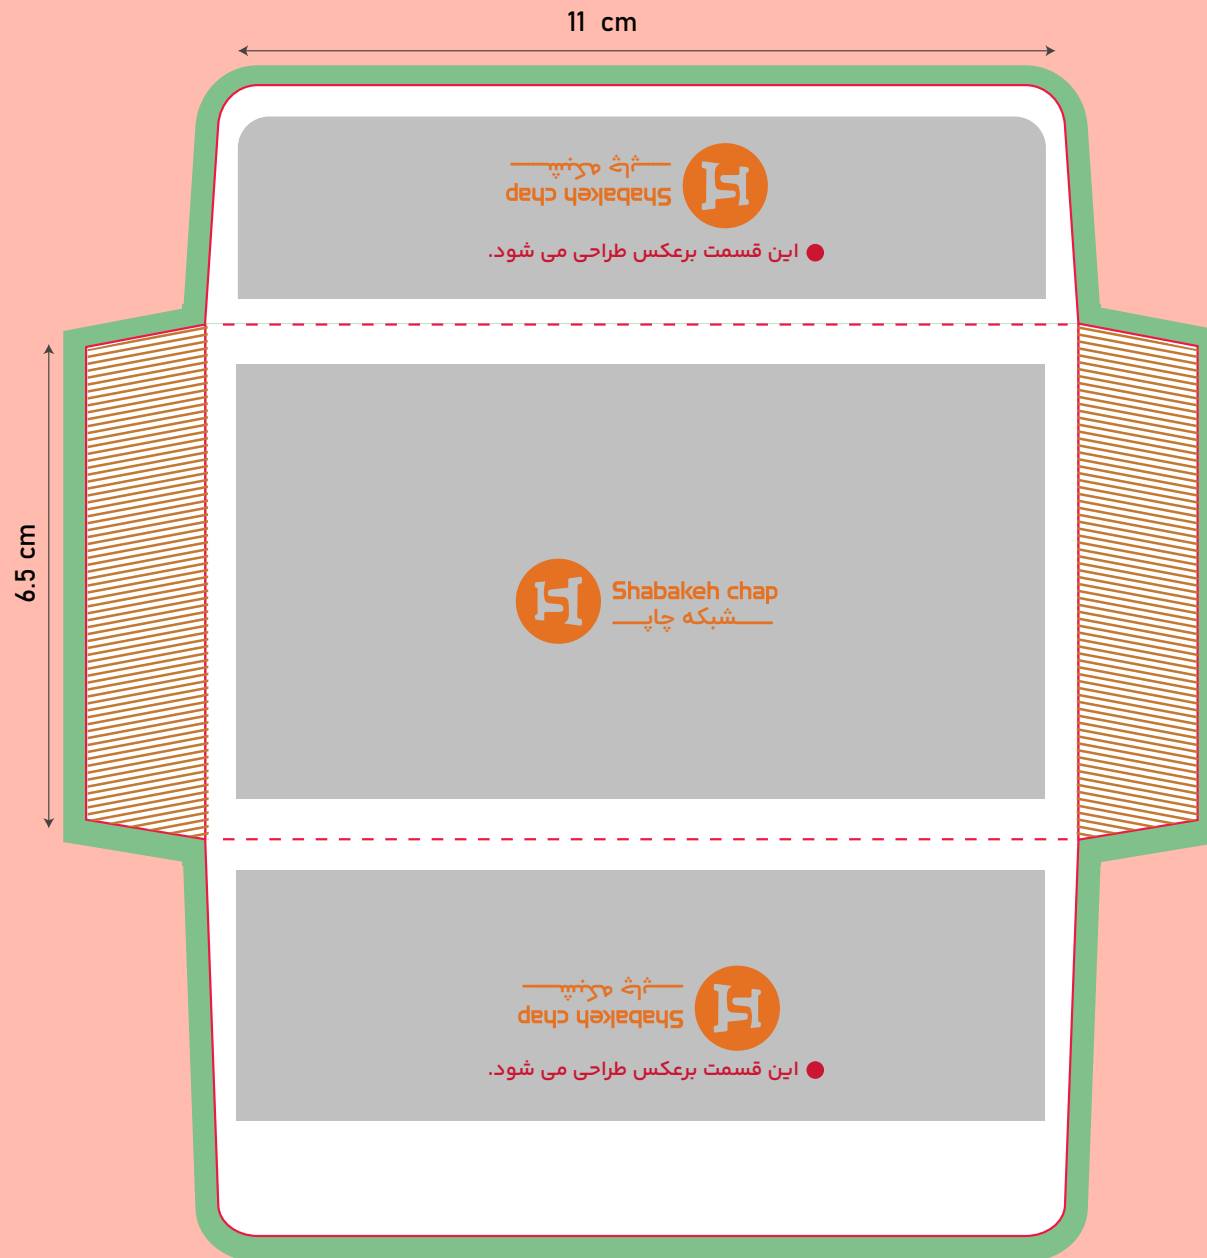 11 cm
شبکه چاپ
Shabakeh chap
این قسمت برعکس طراحی می شود.
6.5 cm
Shabakeh chap
شبکه چاپ
شبکه چاپ
Shabakeh chap
این قسمت برعکس طراحی می شود.